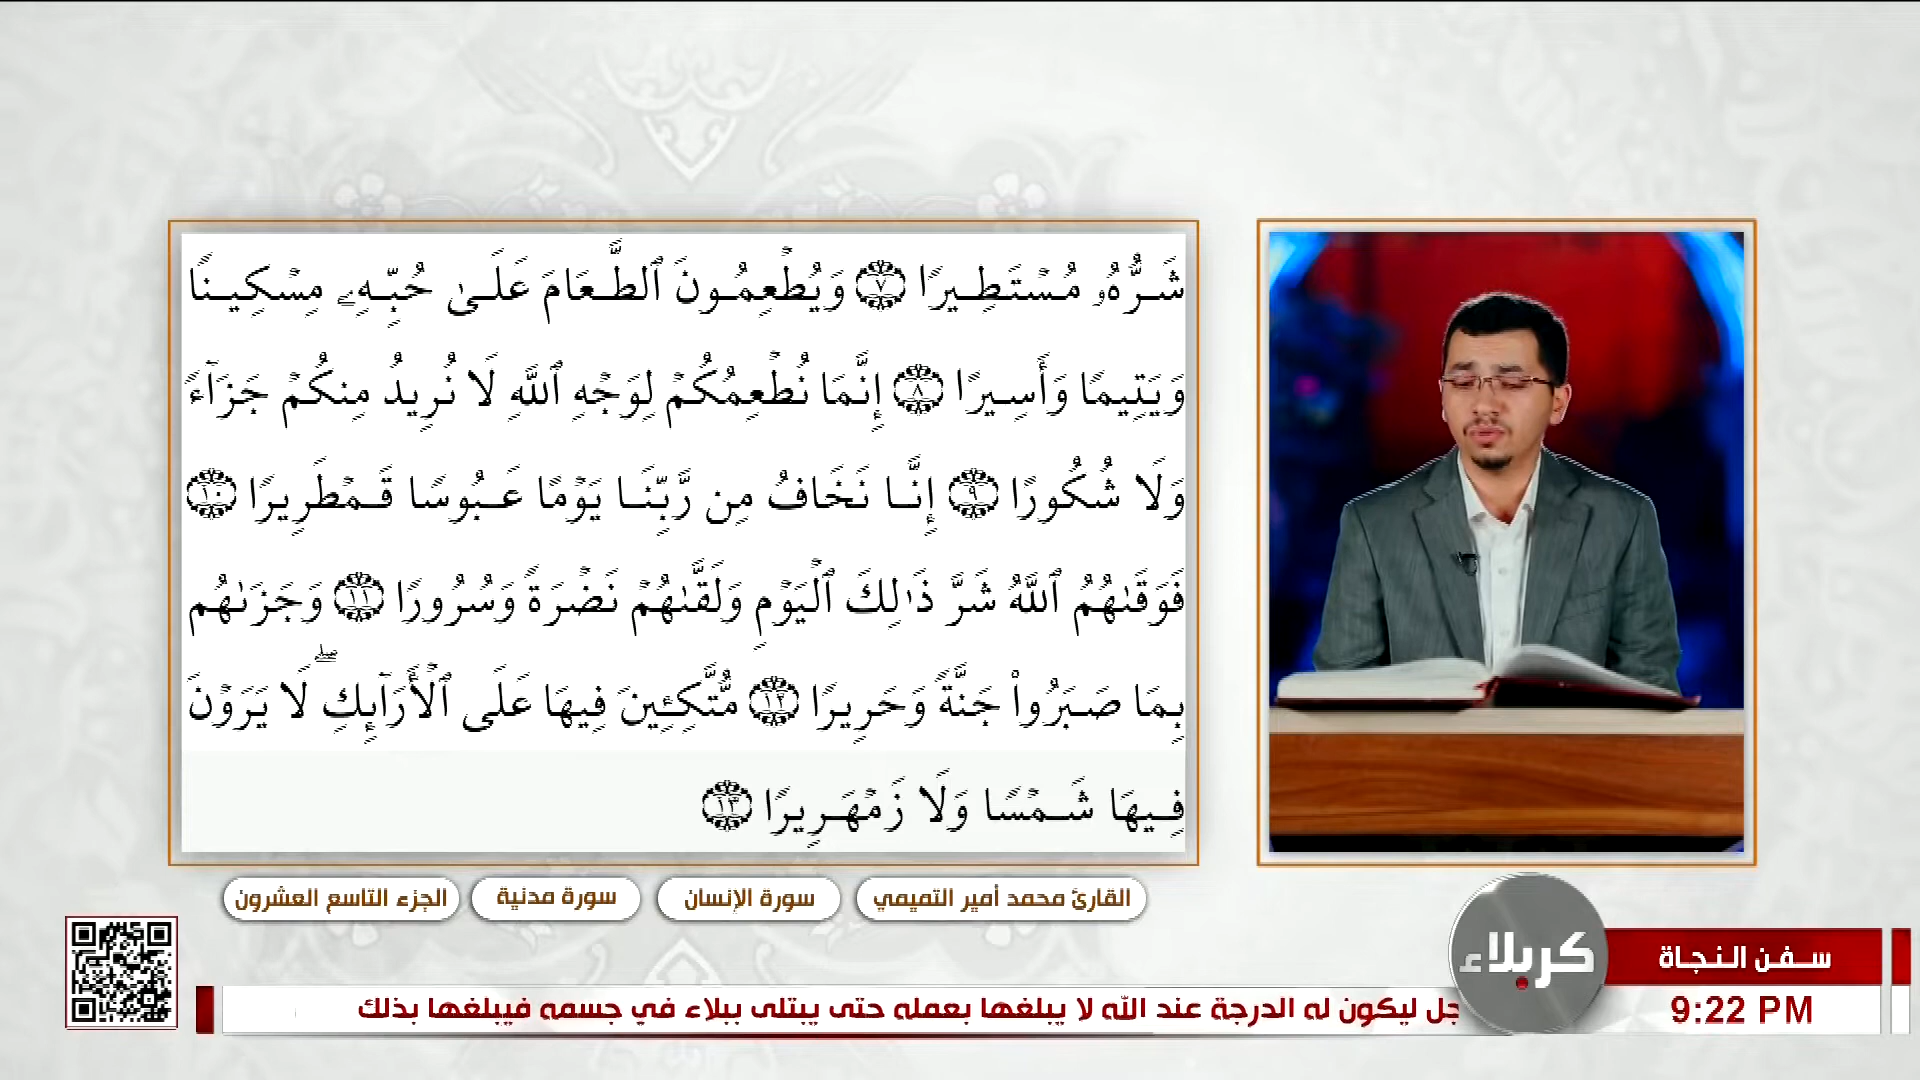 شَرُّهُۥ مُسْتَطِيرًا ٧ وَيُطْعِمُونَ ٱلطَّعَامَ عَلَىٰ حُبِّهِۦ مِسْكِينًا
وَيَتِيمًا وَأَسِيرًا ٨ إِنَّمَا نُطْعِمُكُمْ لِوَجْهِ ٱللَّهِ لَا نُرِيدُ مِنكُمْ جَزَآءً
وَلَا شُكُورًا ٩ إِنَّا نَخَافُ مِن رَّبِّنَا يَوْمًا عَبُوسًا قَمْطَرِيرًا ١٠
فَوَقَىٰهُمُ ٱللَّهُ شَرَّ ذَٰلِكَ ٱلْيَوْمِ وَلَقَّىٰهُمْ نَضْرَةً وَسُرُورًا ١١ وَجَزَىٰهُم
بِمَا صَبَرُوا۟ جَنَّةً وَحَرِيرًا ١٢ مُّتَّكِـِٔينَ فِيهَا عَلَى ٱلْأَرَآئِكِ ۖ لَا يَرَوْنَ
فِيهَا شَمْسًا وَلَا زَمْهَرِيرًا ١٣
القارئ محمد أمير التميمي
سورة الإنسان
سورة مدنية
الجزء التاسع العشرون
كربلاء
سفن النجاة
9:22 PM
جل ليكون له الدرجة عند الله لا يبلغها بعمله حتى يبتلى ببلاء في جسمه فيبلغها بذلك